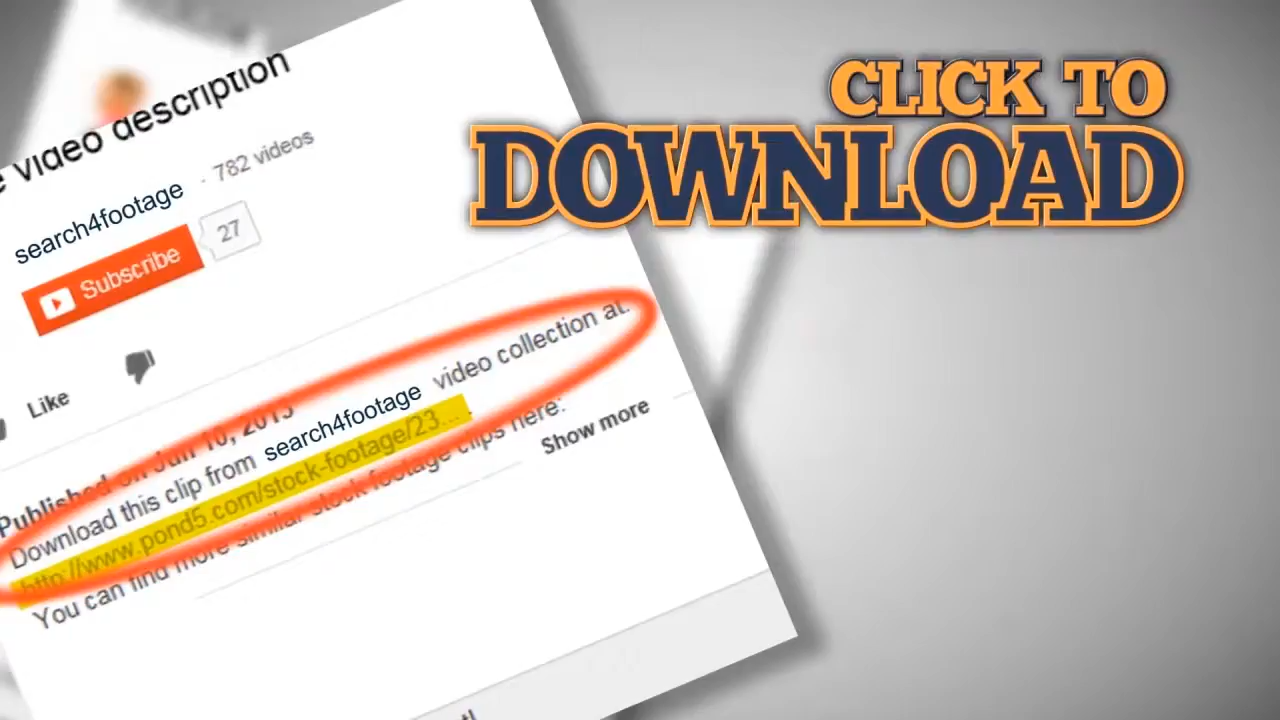 CLICK TO
DOWNLOAD
video description
search4footage · 782 videos
Subscribe 27
Like
Published on Jun 10, 2013
Download this clip from search4footage video collection at:
http://www.pond5.com/stock-footage/23...
You can find more similar stock footage clips here:
Show more